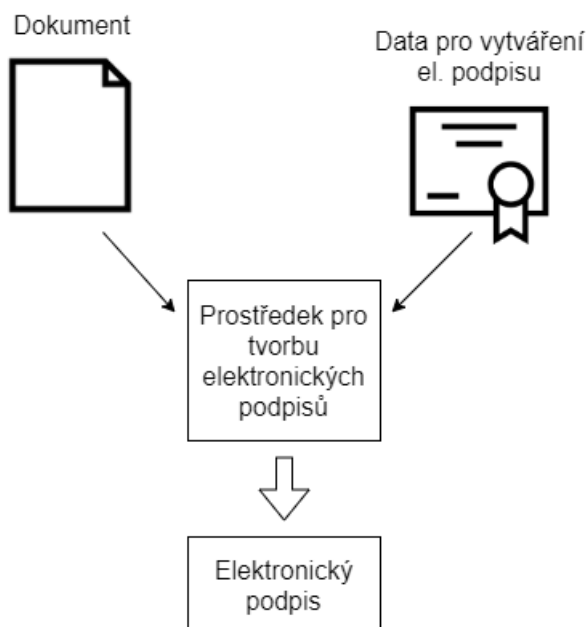 Dokument
Data pro vytváření
el. podpisu
Prostředek pro
tvorbu
elektronických
podpisů
Elektronický
podpis